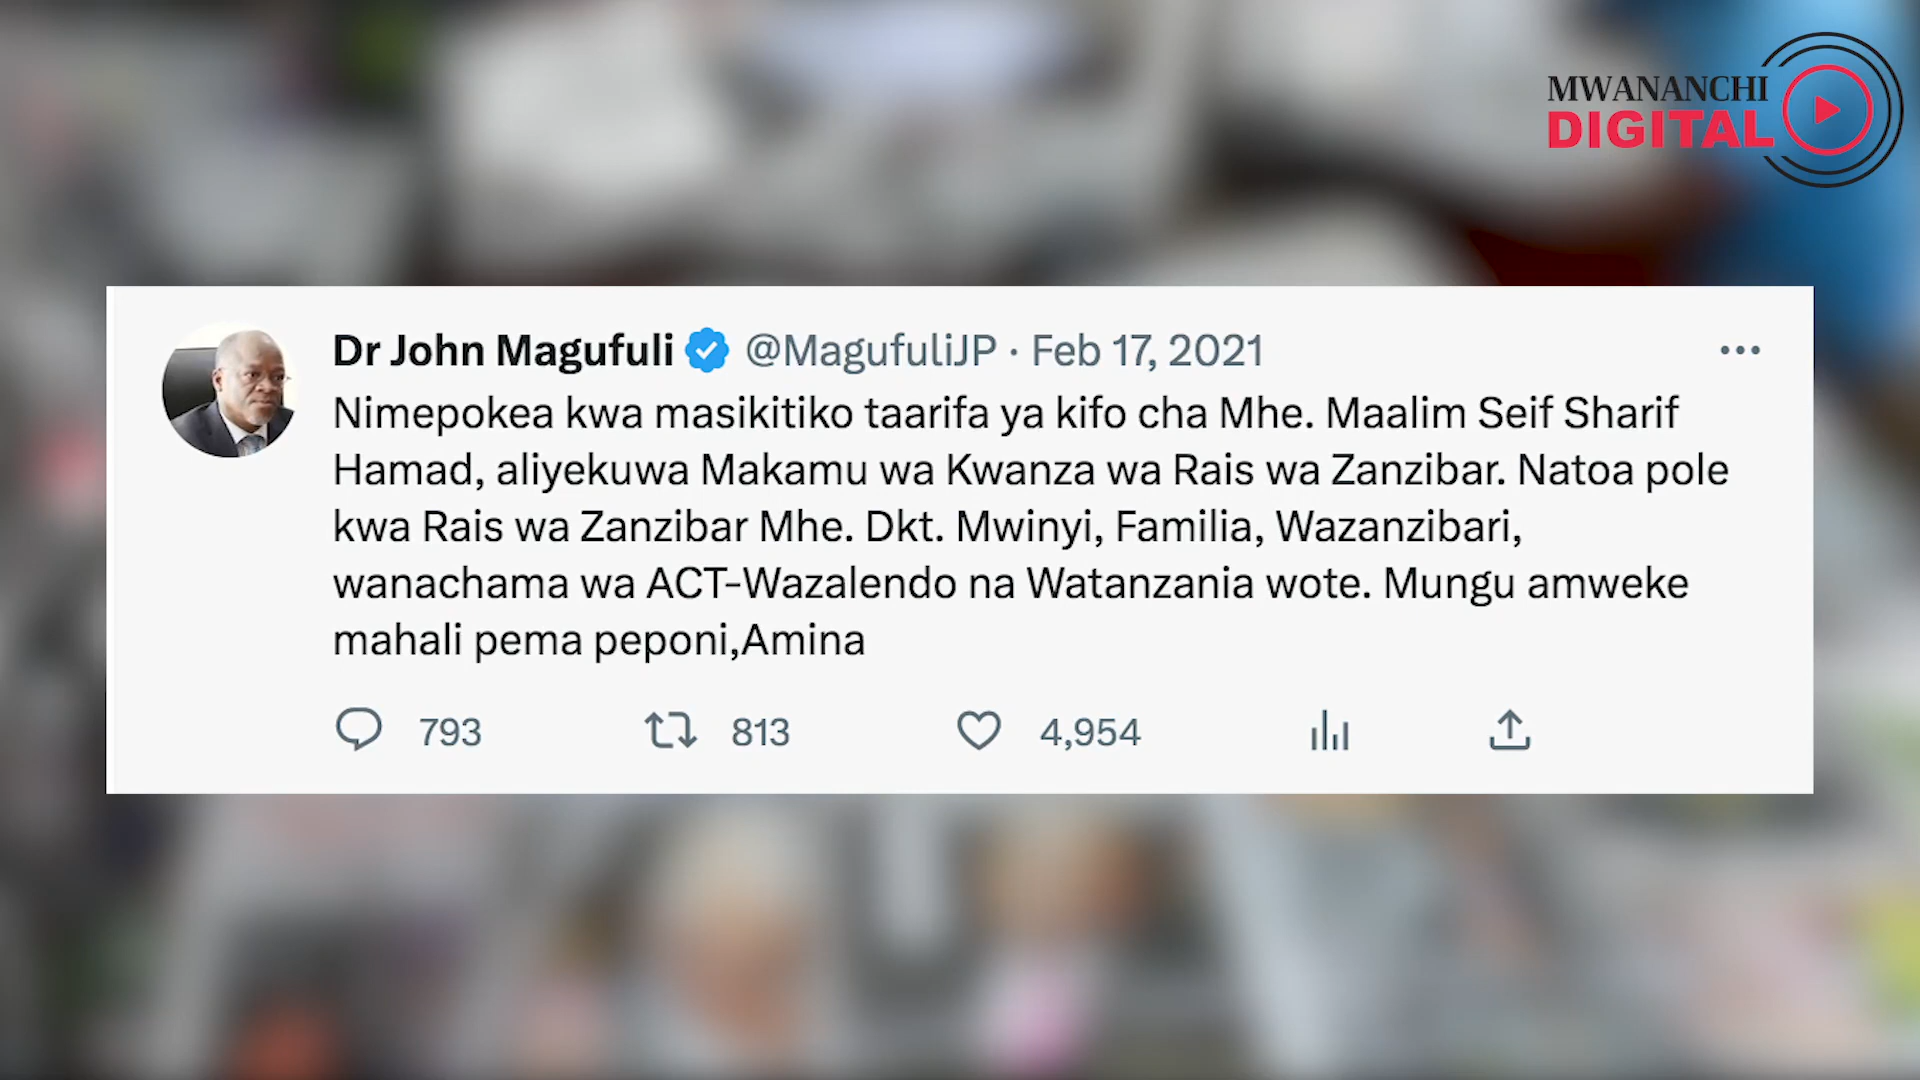 MWANANCHI
DIGITAL
Dr John Magufuli @MagufuliJP · Feb 17, 2021
Nimepokea kwa masikitiko taarifa ya kifo cha Mhe. Maalim Seif Sharif
Hamad, aliyekuwa Makamu wa Kwanza wa Rais wa Zanzibar. Natoa pole
kwa Rais wa Zanzibar Mhe. Dkt. Mwinyi, Familia, Wazanzibari,
wanachama wa ACT-Wazalendo na Watanzania wote. Mungu amweke
mahali pema peponi,Amina
793 813 4,954